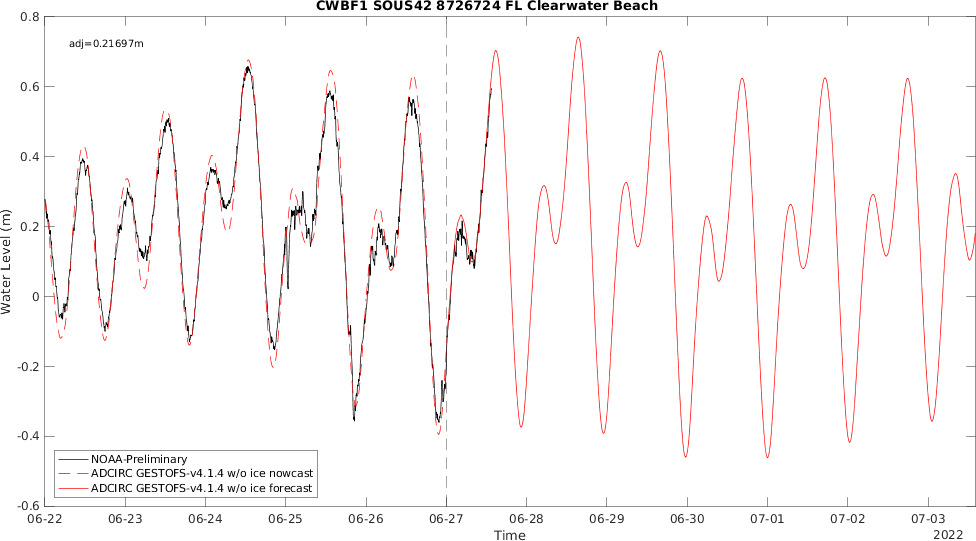 CWBF1 SOUS42 8726724 FL Clearwater Beach
adj=0.21697m
0.8
0.6
0.4
0.2
0
-0.2
-0.4
-0.6
Water Level (m)
NOAA-Preliminary
ADCIRC GESTOFS-v4.1.4 w/o ice nowcast
ADCIRC GESTOFS-v4.1.4 w/o ice forecast
06-22 06-23 06-24 06-25 06-26 06-27 06-28 06-29 06-30 07-01 07-02 07-03
Time
2022